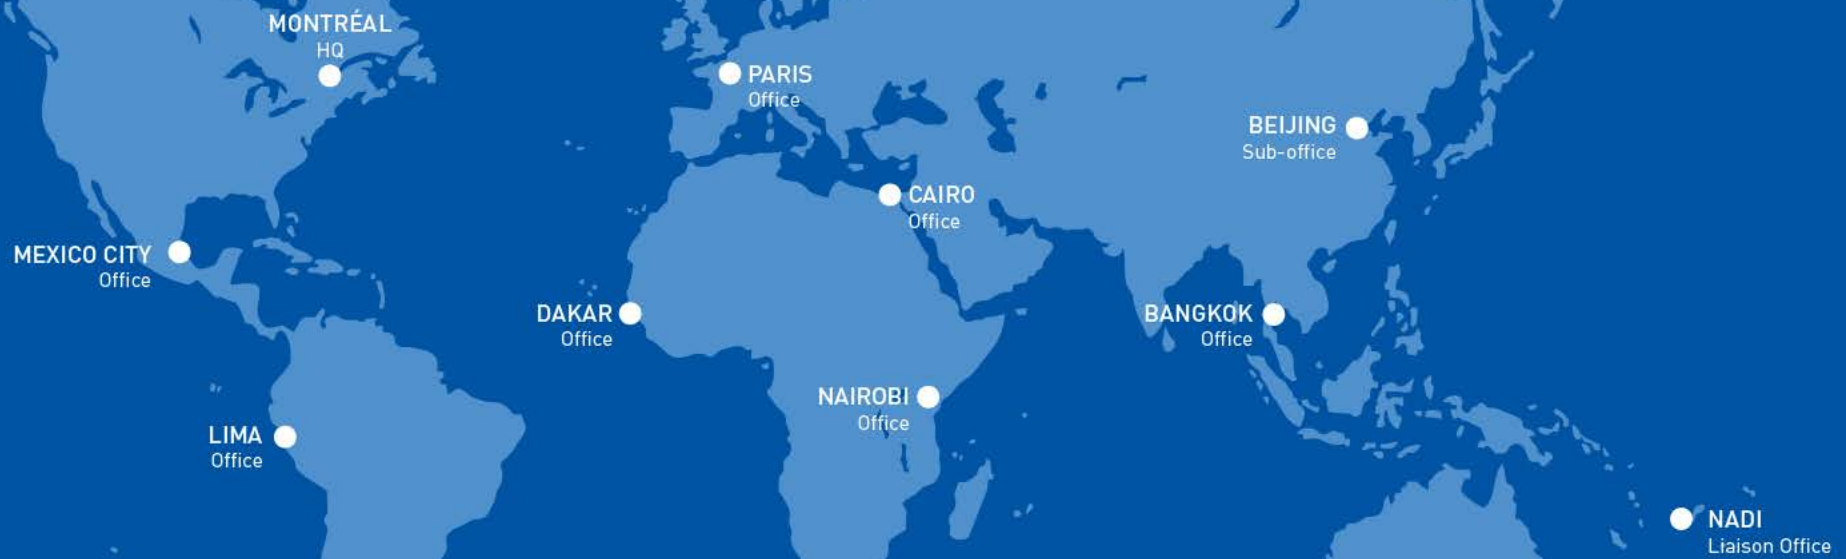 MONTRÉAL
HQ
PARIS
Office
BEIJING
Sub-office
CAIRO
Office
MEXICO CITY
Office
DAKAR
Office
BANGKOK
Office
NAIROBI
Office
LIMA
Office
NADI
Liaison Office